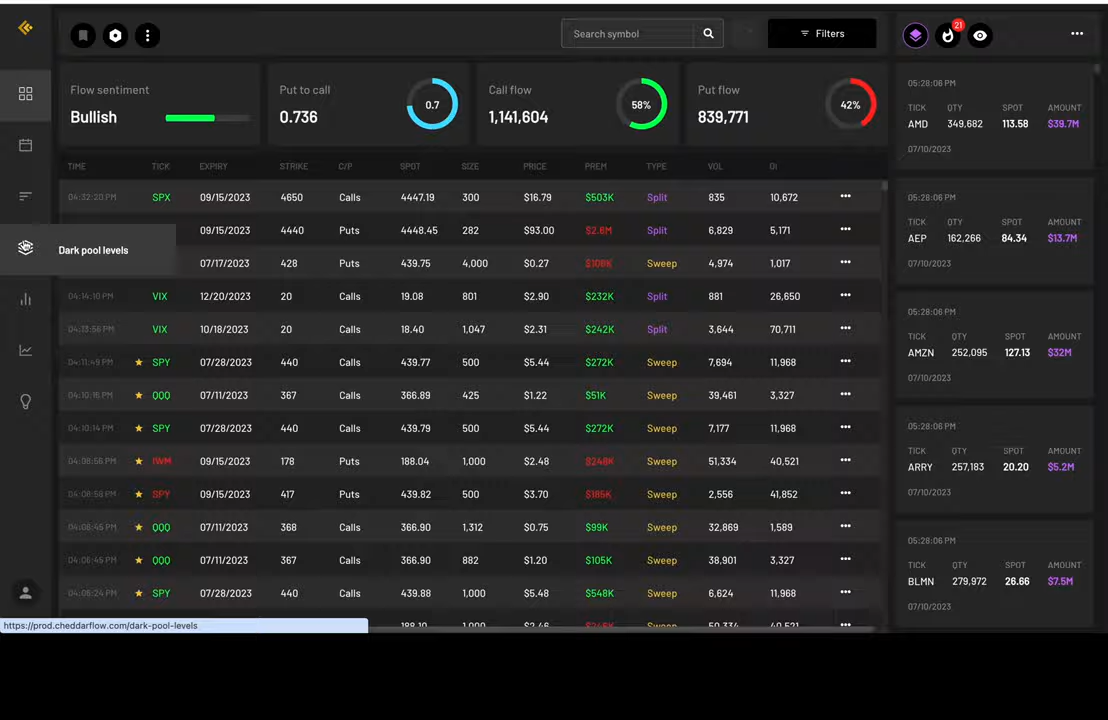 21
Search symbol
Filters
Flow sentiment
Bullish
Put to call
0.736
0.7
Call flow
1,141,604
58%
Put flow
839,771
42%
TIME TICK EXPIRY STRIKE C/P SPOT SIZE PRICE PREM TYPE VOL OI
04:32:20 PM SPX 09/15/2023 4650 Calls 4447.19 300 $16.79 $503K Split 835 10,672
09/15/2023 4440 Puts 4448.45 282 $93.00 $2.6M Split 6,829 5,171
07/17/2023 428 Puts 439.75 4,000 $0.27 $108K Sweep 4,974 1,017
04:14:10 PM VIX 12/20/2023 20 Calls 19.08 801 $2.90 $232K Split 881 26,650
04:13:56 PM VIX 10/18/2023 20 Calls 18.40 1,047 $2.31 $242K Split 3,644 70,711
04:11:49 PM SPY 07/28/2023 440 Calls 439.77 500 $5.44 $272K Sweep 7,694 11,968
04:10:16 PM QQQ 07/11/2023 367 Calls 366.89 425 $1.22 $51K Sweep 39,461 3,327
04:10:14 PM SPY 07/28/2023 440 Calls 439.79 500 $5.44 $272K Sweep 7,177 11,968
04:08:56 PM IWM 09/15/2023 178 Puts 188.04 1,000 $2.48 $248K Sweep 51,334 40,521
04:08:56 PM SPY 09/15/2023 417 Puts 439.82 500 $3.70 $185K Sweep 2,556 41,852
04:06:45 PM QQQ 07/11/2023 368 Calls 366.90 1,312 $0.75 $99K Sweep 32,869 1,589
04:06:45 PM QQQ 07/11/2023 367 Calls 366.90 882 $1.20 $105K Sweep 38,901 3,327
04:06:24 PM SPY 07/28/2023 440 Calls 439.88 1,000 $5.48 $548K Sweep 6,624 11,968
188.10 1,000 $2.46 $246K Sweep 50,334 40,521
Dark pool levels
https://prod.cheddarflow.com/dark-pool-levels
05:28:06 PM
TICK QTY SPOT AMOUNT
AMD 349,682 113.58 $39.7M
07/10/2023
05:28:06 PM
TICK QTY SPOT AMOUNT
AEP 162,266 84.34 $13.7M
07/10/2023
05:28:06 PM
TICK QTY SPOT AMOUNT
AMZN 252,095 127.13 $32M
07/10/2023
05:28:06 PM
TICK QTY SPOT AMOUNT
ARRY 257,183 20.20 $5.2M
07/10/2023
05:28:06 PM
TICK QTY SPOT AMOUNT
BLMN 279,972 26.66 $7.5M
07/10/2023